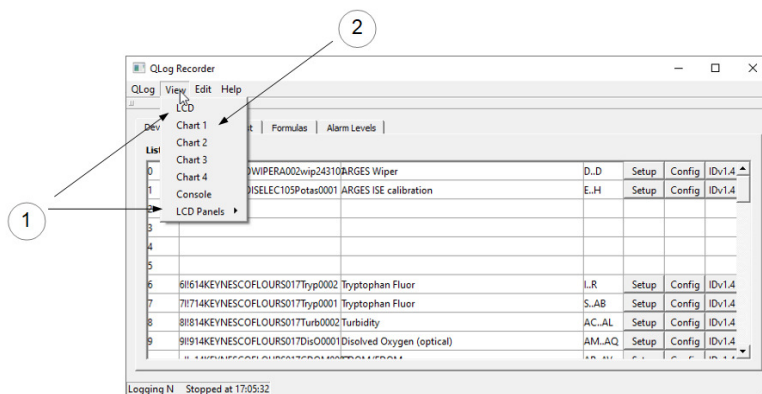 2
QLog Recorder
QLog View Edit Help
LCD
Chart 1
Chart 2
Chart 3
Chart 4
Console
LCD Panels
1
Formulas
Alarm Levels
0 ARGES Wiper D..D Setup Config IDv1.4
1 ARGES ISE calibration E..H Setup Config IDv1.4
2
3
4
5
6 6!!614KEYNESCOFLOURS017Tryp0002 Tryptophan Fluor I..R Setup Config IDv1.4
7 7!!714KEYNESCOFLOURS017Tryp0001 Tryptophan Fluor S..AB Setup Config IDv1.4
8 8!!814KEYNESCOFLOURS017Turb0002 Turbidity AC..AL Setup Config IDv1.4
9 9!!914KEYNESCOFLOURS017DisO0001 Disolved Oxygen (optical) AM..AQ Setup Config IDv1.4
Logging N Stopped at 17:05:32